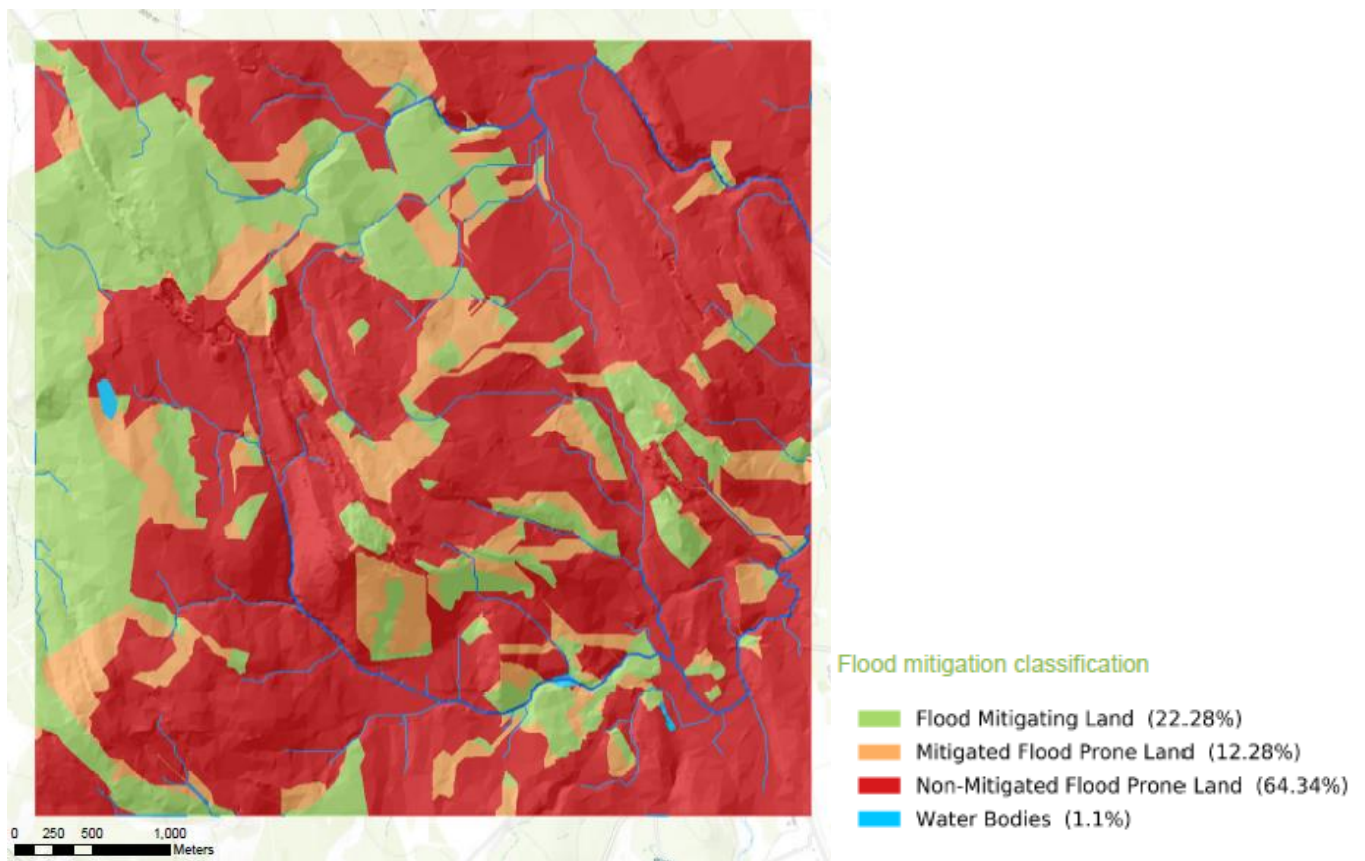 Flood mitigation classification
Flood Mitigating Land (22.28%)
Mitigated Flood Prone Land (12.28%)
Non-Mitigated Flood Prone Land (64.34%)
Water Bodies (1.1%)
0 250 500 1,000
Meters